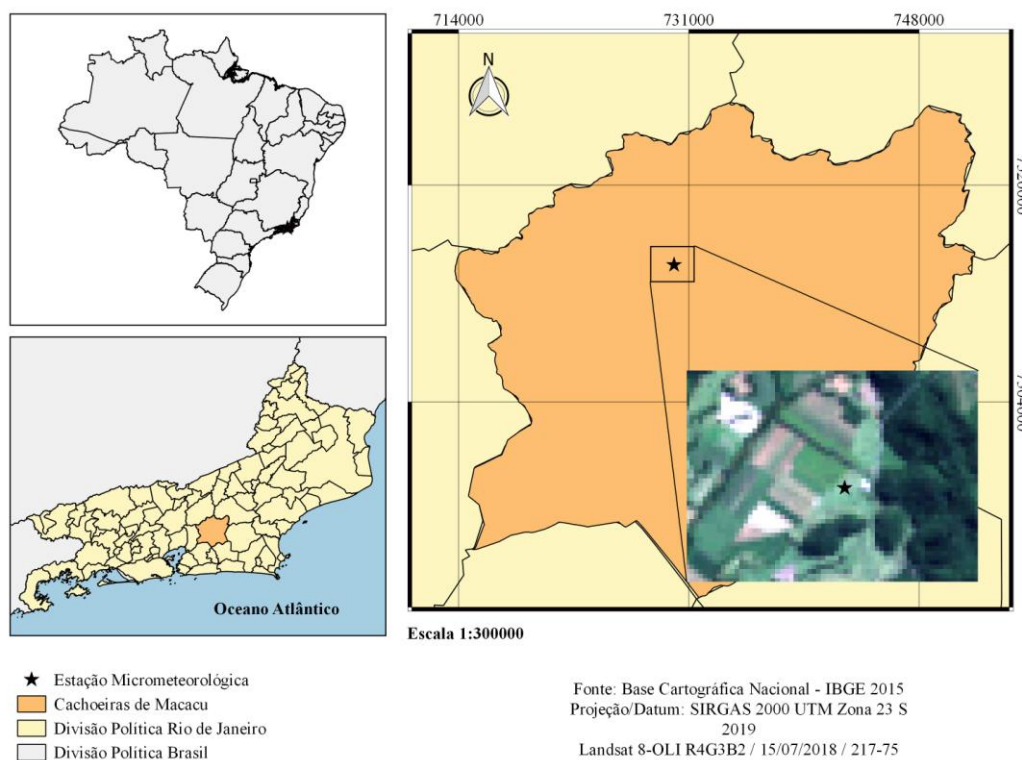 714000 731000 748000
N
Oceano Atlântico
Escala 1:300000
Estação Micrometeorológica
Cachoeiras de Macacu
Divisão Politica Rio de Janeiro
Divisão Politica Brasil
Fonte: Base Cartográfica Nacional - IBGE 2015
Projeção/Datum: SIRGAS 2000 UTM Zona 23 S
2019
Landsat 8-OLI R4G3B2 / 15/07/2018 / 217-75